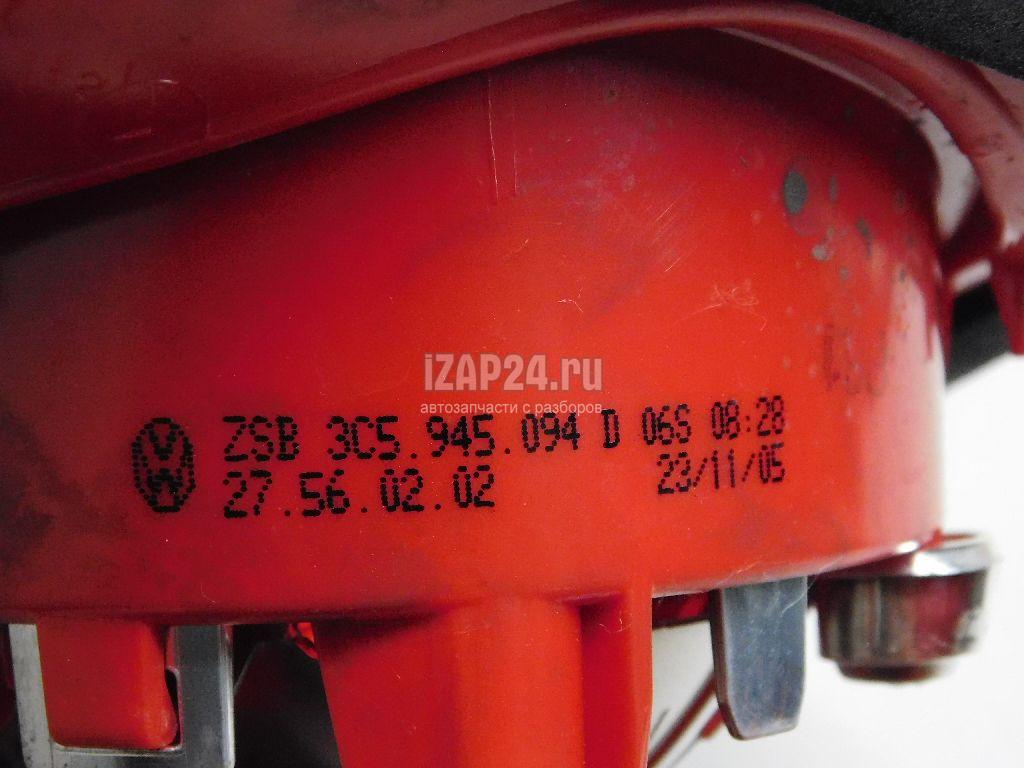 iZAP24.ru
автозапчасти с разборов
ZSB 3C5.945.094 D 06S 08:28
27.56.02.02 23/11/05